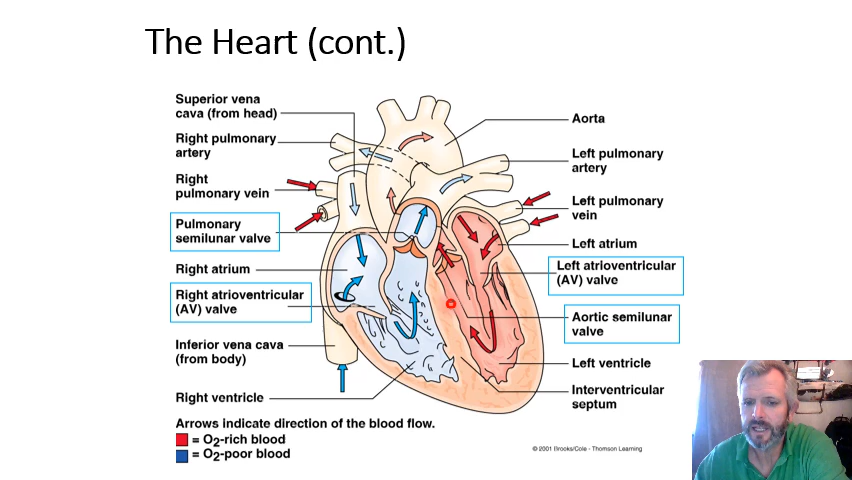 The Heart (cont.)
Superior vena
cava (from head)
Right pulmonary
artery
Right
pulmonary vein
Pulmonary
semilunar valve
Right atrium
Right atrioventricular
(AV) valve
Inferior vena cava
(from body)
Right ventricle
Aorta
Left pulmonary
artery
Left pulmonary
vein
Left atrium
Left atrioventricular
(AV) valve
Aortic semilunar
valve
Left ventricle
Interventricular
septum
Arrows indicate direction of the blood flow.
= O2-rich blood
= O2-poor blood
© 2001 Brooks/Cole - Thomson Learning